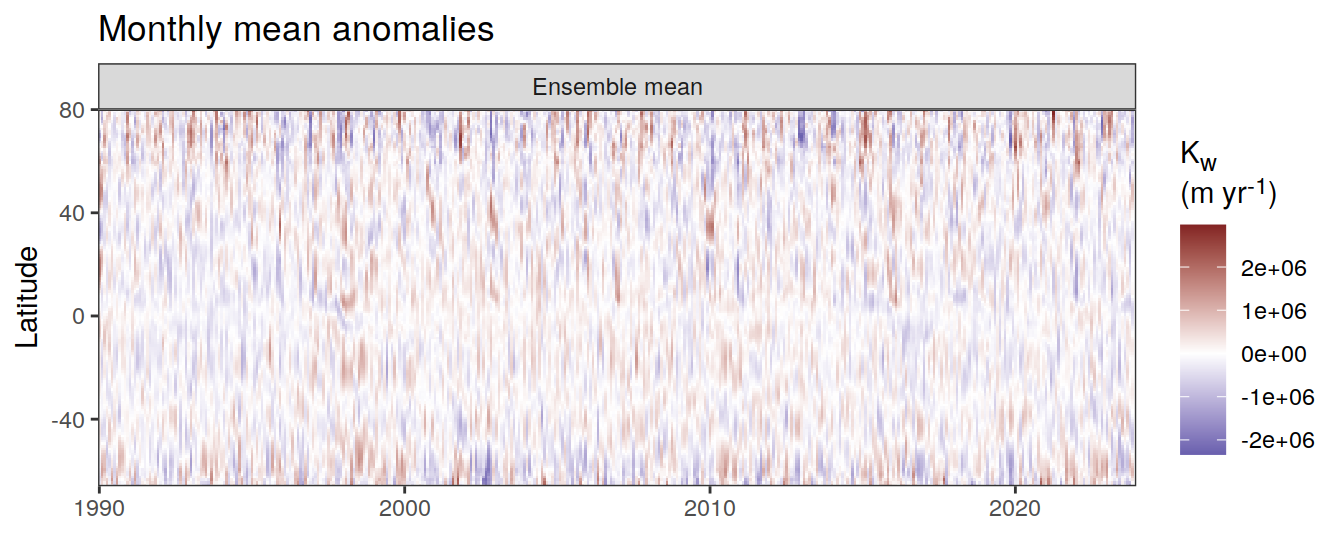 Monthly mean anomalies
Ensemble mean
80
40
0
-40
Latitude
1990
2000
2010
2020
Kw
(m yr-1)
2e+06
1e+06
0e+00
-1e+06
-2e+06